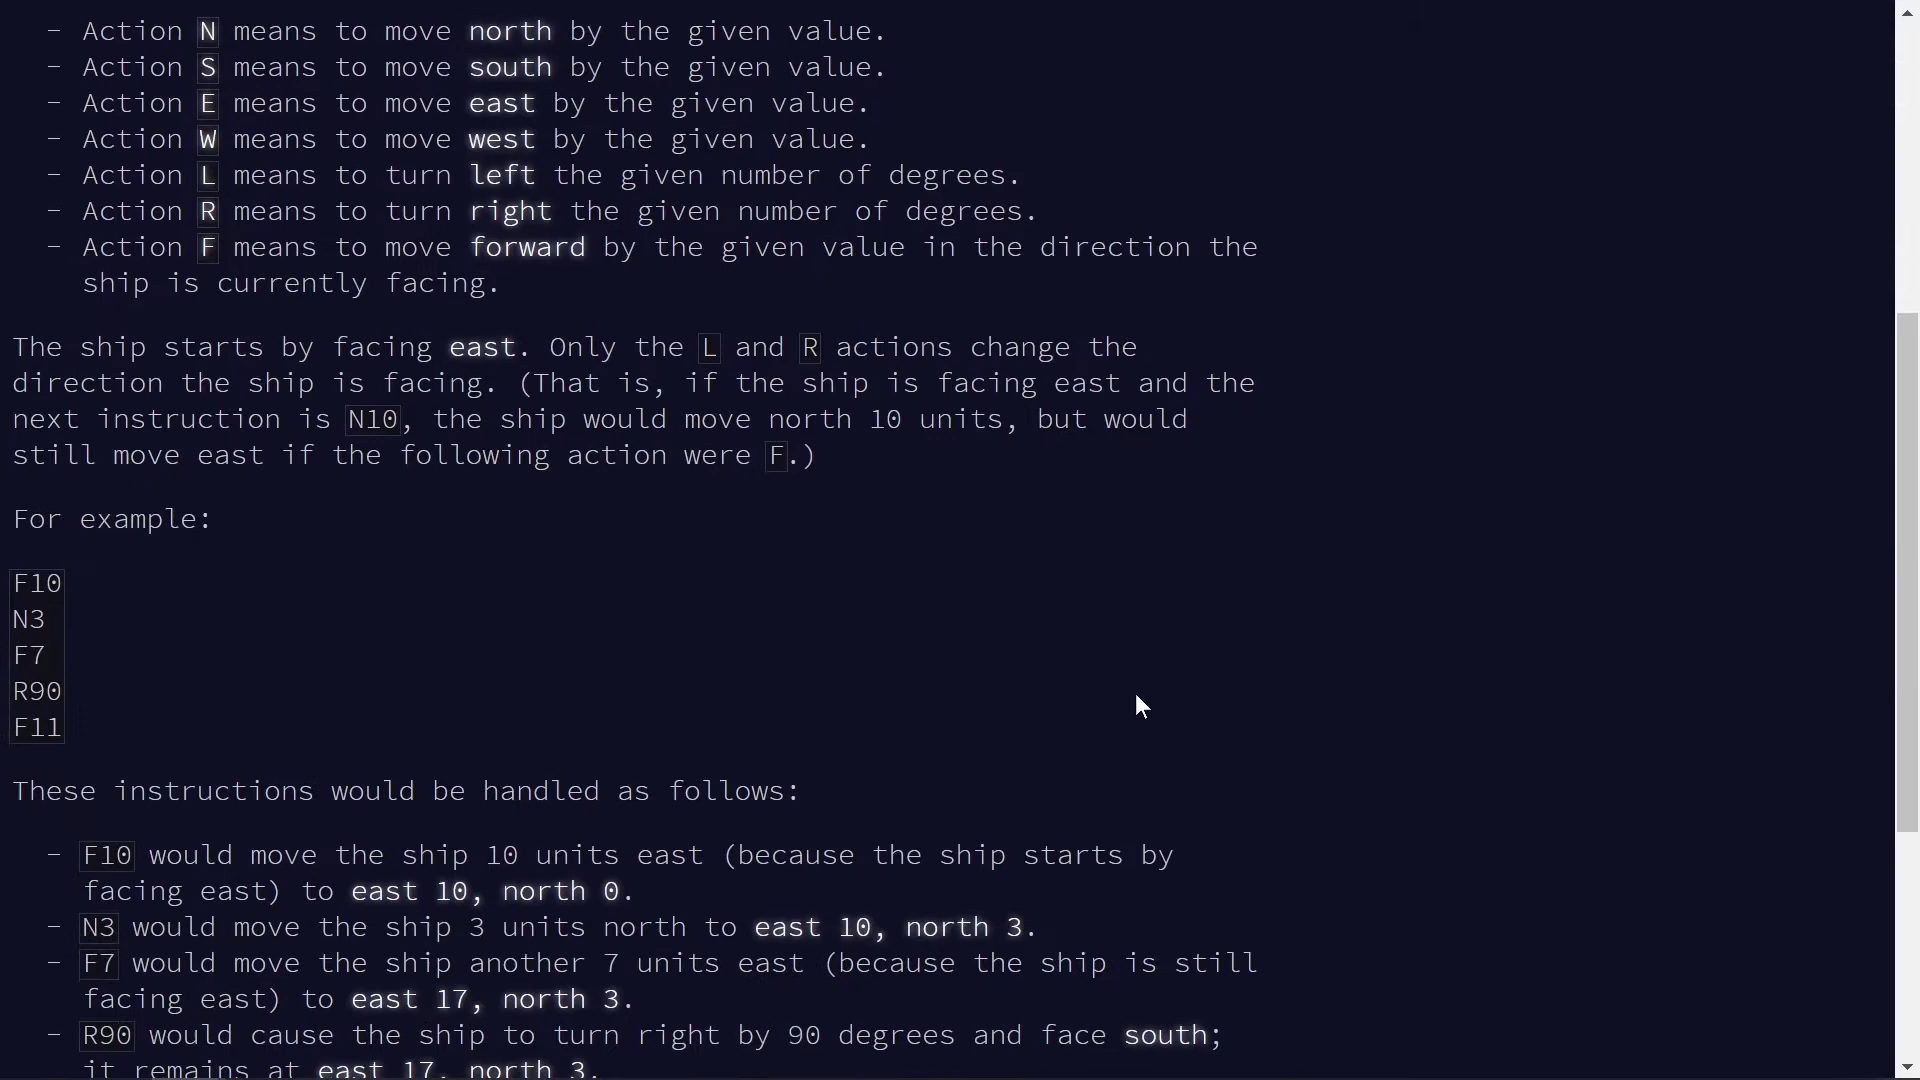 - Action N means to move north by the given value.
- Action S means to move south by the given value.
- Action E means to move east by the given value.
- Action W means to move west by the given value.
- Action L means to turn left the given number of degrees.
- Action R means to turn right the given number of degrees.
- Action F means to move forward by the given value in the direction the
ship is currently facing.
The ship starts by facing east. Only the L and R actions change the
direction the ship is facing. (That is, if the ship is facing east and the
next instruction is N10, the ship would move north 10 units, but would
still move east if the following action were F.)
For example:
F10
N3
F7
R90
F11
These instructions would be handled as follows:
- F10 would move the ship 10 units east (because the ship starts by
facing east) to east 10, north 0.
- N3 would move the ship 3 units north to east 10, north 3.
- F7 would move the ship another 7 units east (because the ship is still
facing east) to east 17, north 3.
- R90 would cause the ship to turn right by 90 degrees and face south;
it remains at east 17, north 3.